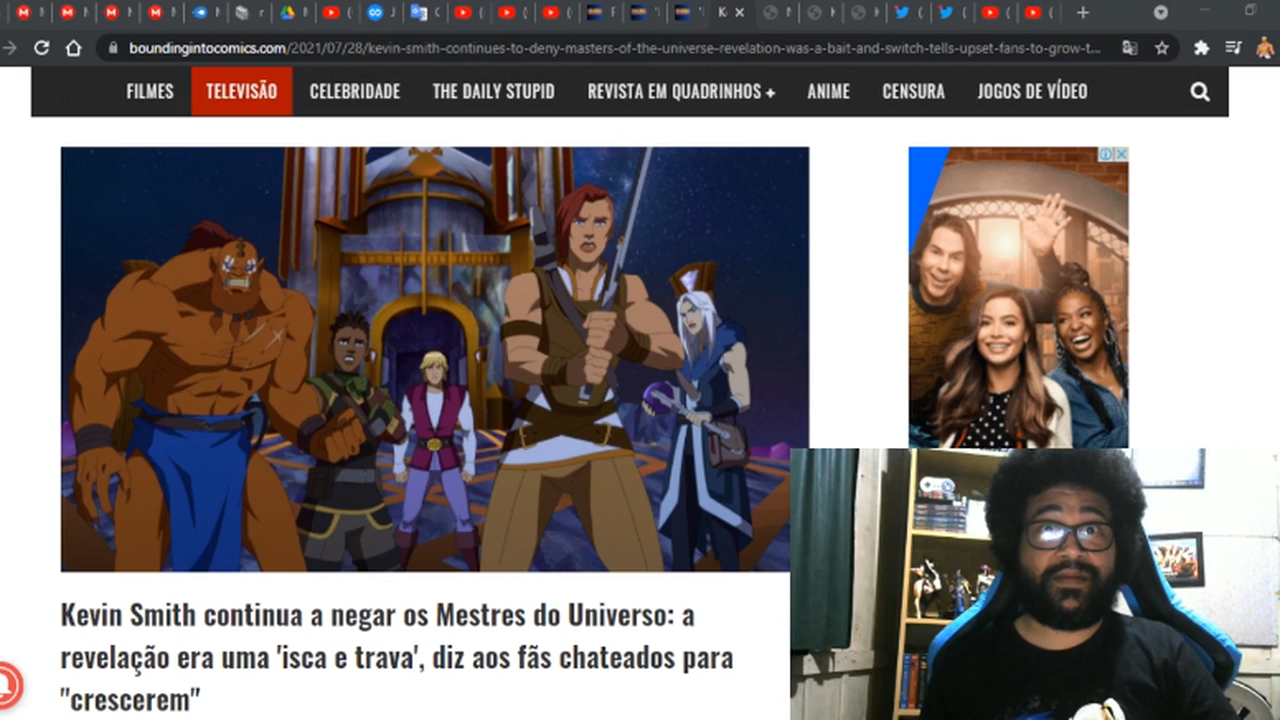 boundingintocomics.com/2021/07/28/kevin-smith-continues-to-deny-masters-of-the-universe-revelation-was-a-bait-and-switch-tells-upset-fans-to-grow-t...
FILMES TELEVISÃO CELEBRIDADE THE DAILY STUPID REVISTA EM QUADRINHOS + ANIME CENSURA JOGOS DE VÍDEO
Kevin Smith continua a negar os Mestres do Universo: a
revelação era uma 'isca e trava', diz aos fãs chateados para
"crescerem"